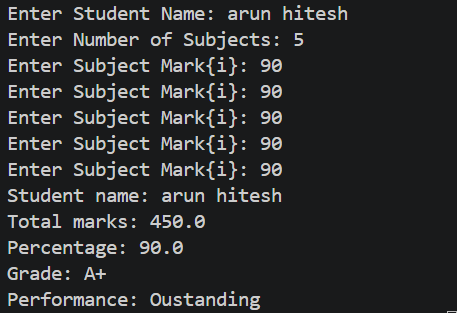 Enter Student Name: arun hitesh
Enter Number of Subjects: 5
Enter Subject Mark{i}: 90
Enter Subject Mark{i}: 90
Enter Subject Mark{i}: 90
Enter Subject Mark{i}: 90
Enter Subject Mark{i}: 90
Student name: arun hitesh
Total marks: 450.0
Percentage: 90.0
Grade: A+
Performance: Oustanding